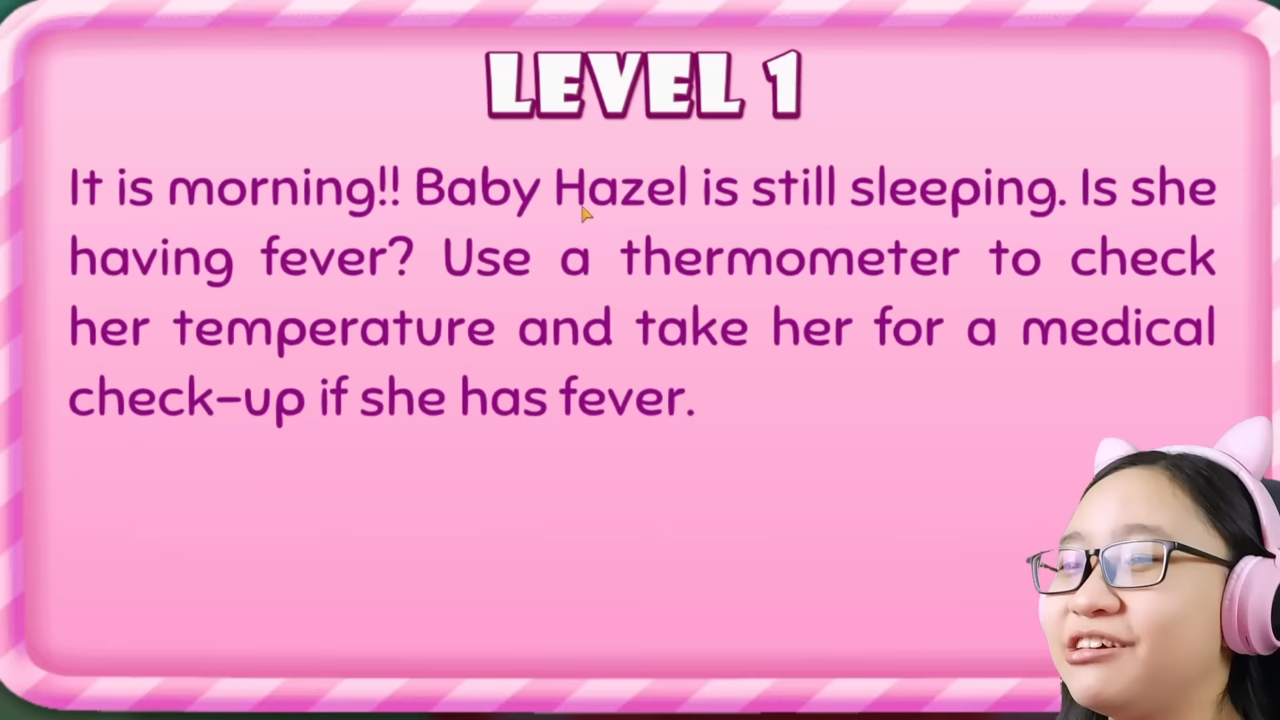 LEVEL 1
It is morning!! Baby Hazel is still sleeping. Is she
having fever? Use a thermometer to check
her temperature and take her for a medical
check-up if she has fever.